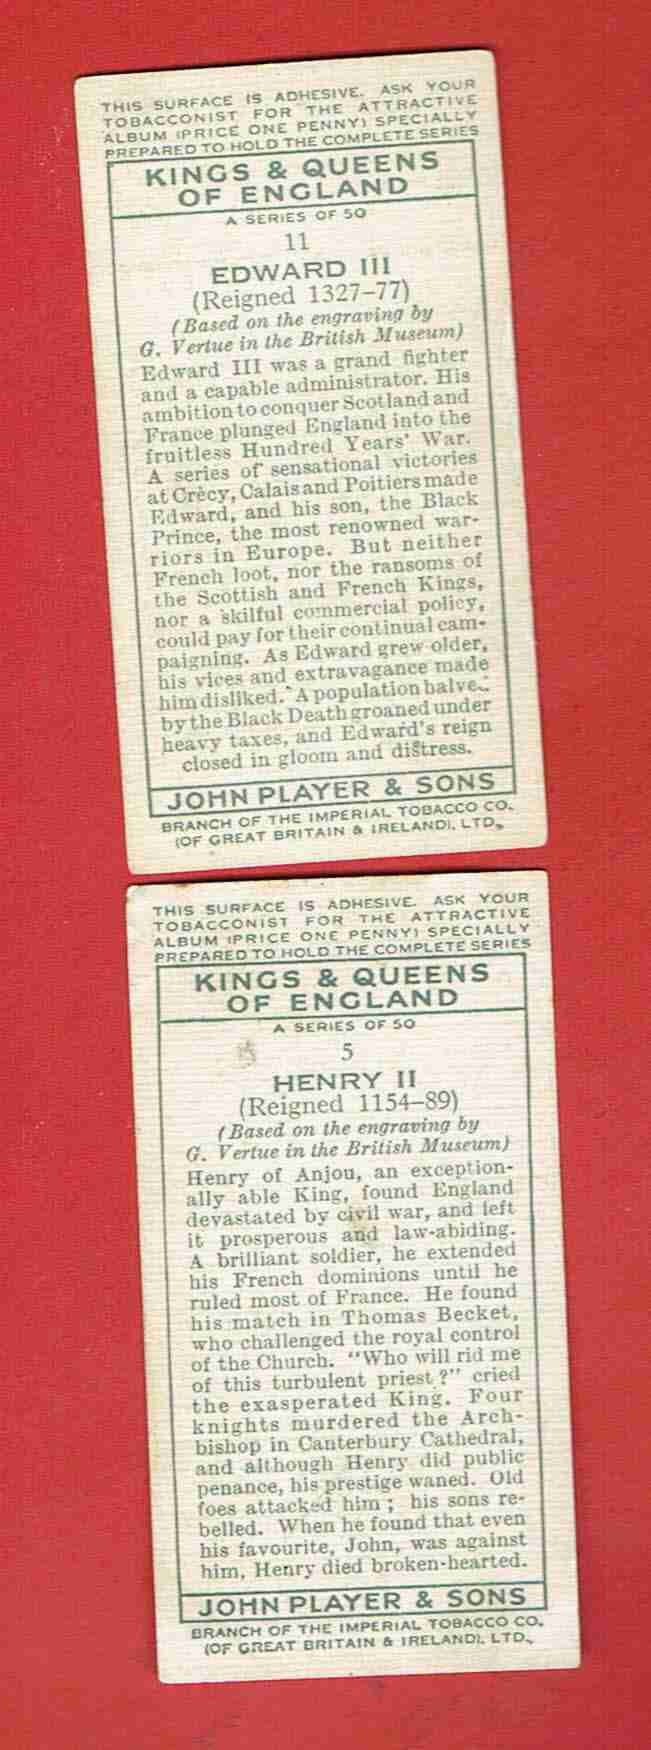 THIS SURFACE IS ADHESIVE. ASK YOUR
TOBACCONIST FOR THE ATTRACTIVE
ALBUM (PRICE ONE PENNY) SPECIALLY
PREPARED TO HOLD THE COMPLETE SERIES
KINGS & QUEENS
OF ENGLAND
A SERIES OF 50
11
EDWARD III
(Reigned 1327–77)
(Based on the engraving by
G. Vertue in the British Museum)
Edward III was a grand fighter
and a capable administrator. His
ambition to conquer Scotland and
France plunged England into the
fruitless Hundred Years' War.
A series of sensational victories
at Crècy, Calais and Poitiers made
Edward, and his son, the Black
Prince, the most renowned war-
riors in Europe. But neither
French loot, nor the ransoms of
the Scottish and French Kings,
nor a skilful commercial policy,
could pay for their continual cam-
paigning. As Edward grew older,
his vices and extravagance made
him disliked. A population halved
by the Black Death groaned under
heavy taxes, and Edward's reign
closed in gloom and distress.
JOHN PLAYER & SONS
BRANCH OF THE IMPERIAL TOBACCO CO.
(OF GREAT BRITAIN & IRELAND), LTD.
THIS SURFACE IS ADHESIVE. ASK YOUR
TOBACCONIST FOR THE ATTRACTIVE
ALBUM (PRICE ONE PENNY) SPECIALLY
PREPARED TO HOLD THE COMPLETE SERIES
KINGS & QUEENS
OF ENGLAND
A SERIES OF 50
5
HENRY II
(Reigned 1154–89)
(Based on the engraving by
G. Vertue in the British Museum)
Henry of Anjou, an exception-
ally able King, found England
devastated by civil war, and left
it prosperous and law-abiding.
A brilliant soldier, he extended
his French dominions until he
ruled most of France. He found
his match in Thomas Becket,
who challenged the royal control
of the Church. "Who will rid me
of this turbulent priest?" cried
the exasperated King. Four
knights murdered the Arch-
bishop in Canterbury Cathedral,
and although Henry did public
penance, his prestige waned. Old
foes attacked him; his sons re-
belled. When he found that even
his favourite, John, was against
him, Henry died broken-hearted.
JOHN PLAYER & SONS
BRANCH OF THE IMPERIAL TOBACCO CO.
(OF GREAT BRITAIN & IRELAND), LTD.